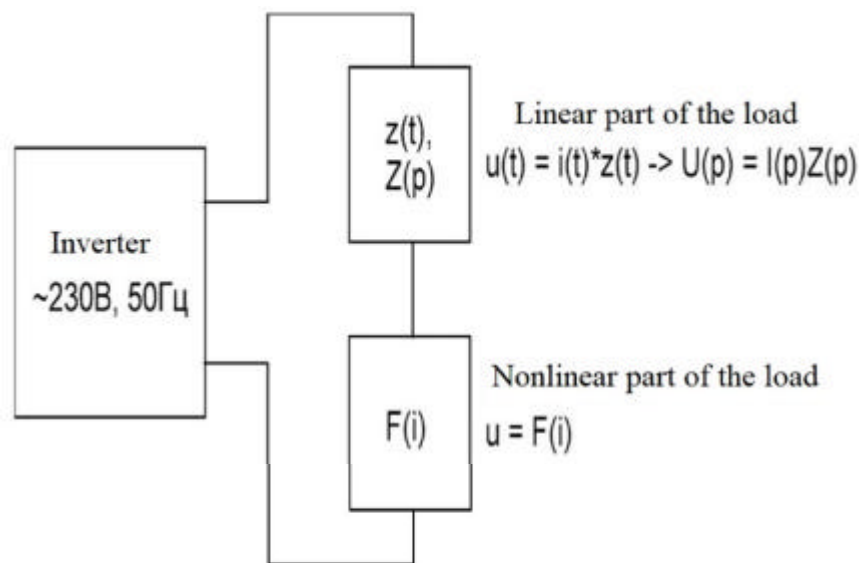 Inverter
~230В, 50Гц
z(t),
Z(p)
Linear part of the load
u(t) = i(t)*z(t) -> U(p) = I(p)Z(p)
F(i)
Nonlinear part of the load
u = F(i)